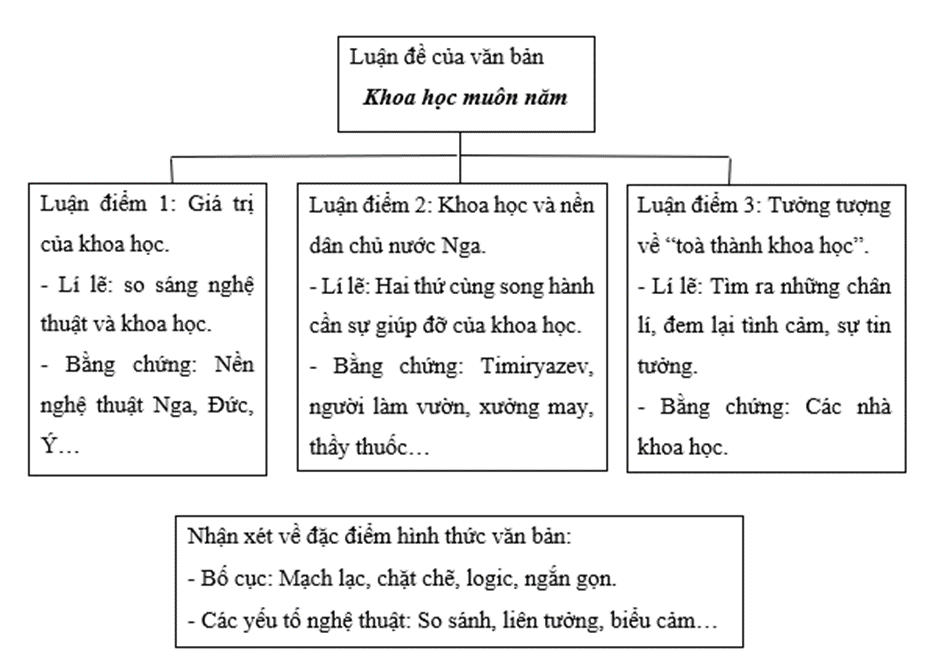 Luận đề của văn bản
Khoa học muôn năm
Luận điểm 1: Giá trị
của khoa học.
- Lí lẽ: so sáng nghệ
thuật và khoa học.
- Bằng chứng: Nền
nghệ thuật Nga, Đức,
Ý…
Luận điểm 2: Khoa học và nền
dân chủ nước Nga.
- Lí lẽ: Hai thứ cùng song hành
cần sự giúp đỡ của khoa học.
- Bằng chứng: Timiryazev,
người làm vườn, xưởng may,
thầy thuốc…
Luận điểm 3: Tưởng tượng
về “toà thành khoa học”.
- Lí lẽ: Tìm ra những chân
lí, đem lại tình cảm, sự tin
tưởng.
- Bằng chứng: Các nhà
khoa học.
Nhận xét về đặc điểm hình thức văn bản:
- Bố cục: Mạch lạc, chặt chẽ, logic, ngắn gọn.
- Các yếu tố nghệ thuật: So sánh, liên tưởng, biểu cảm…